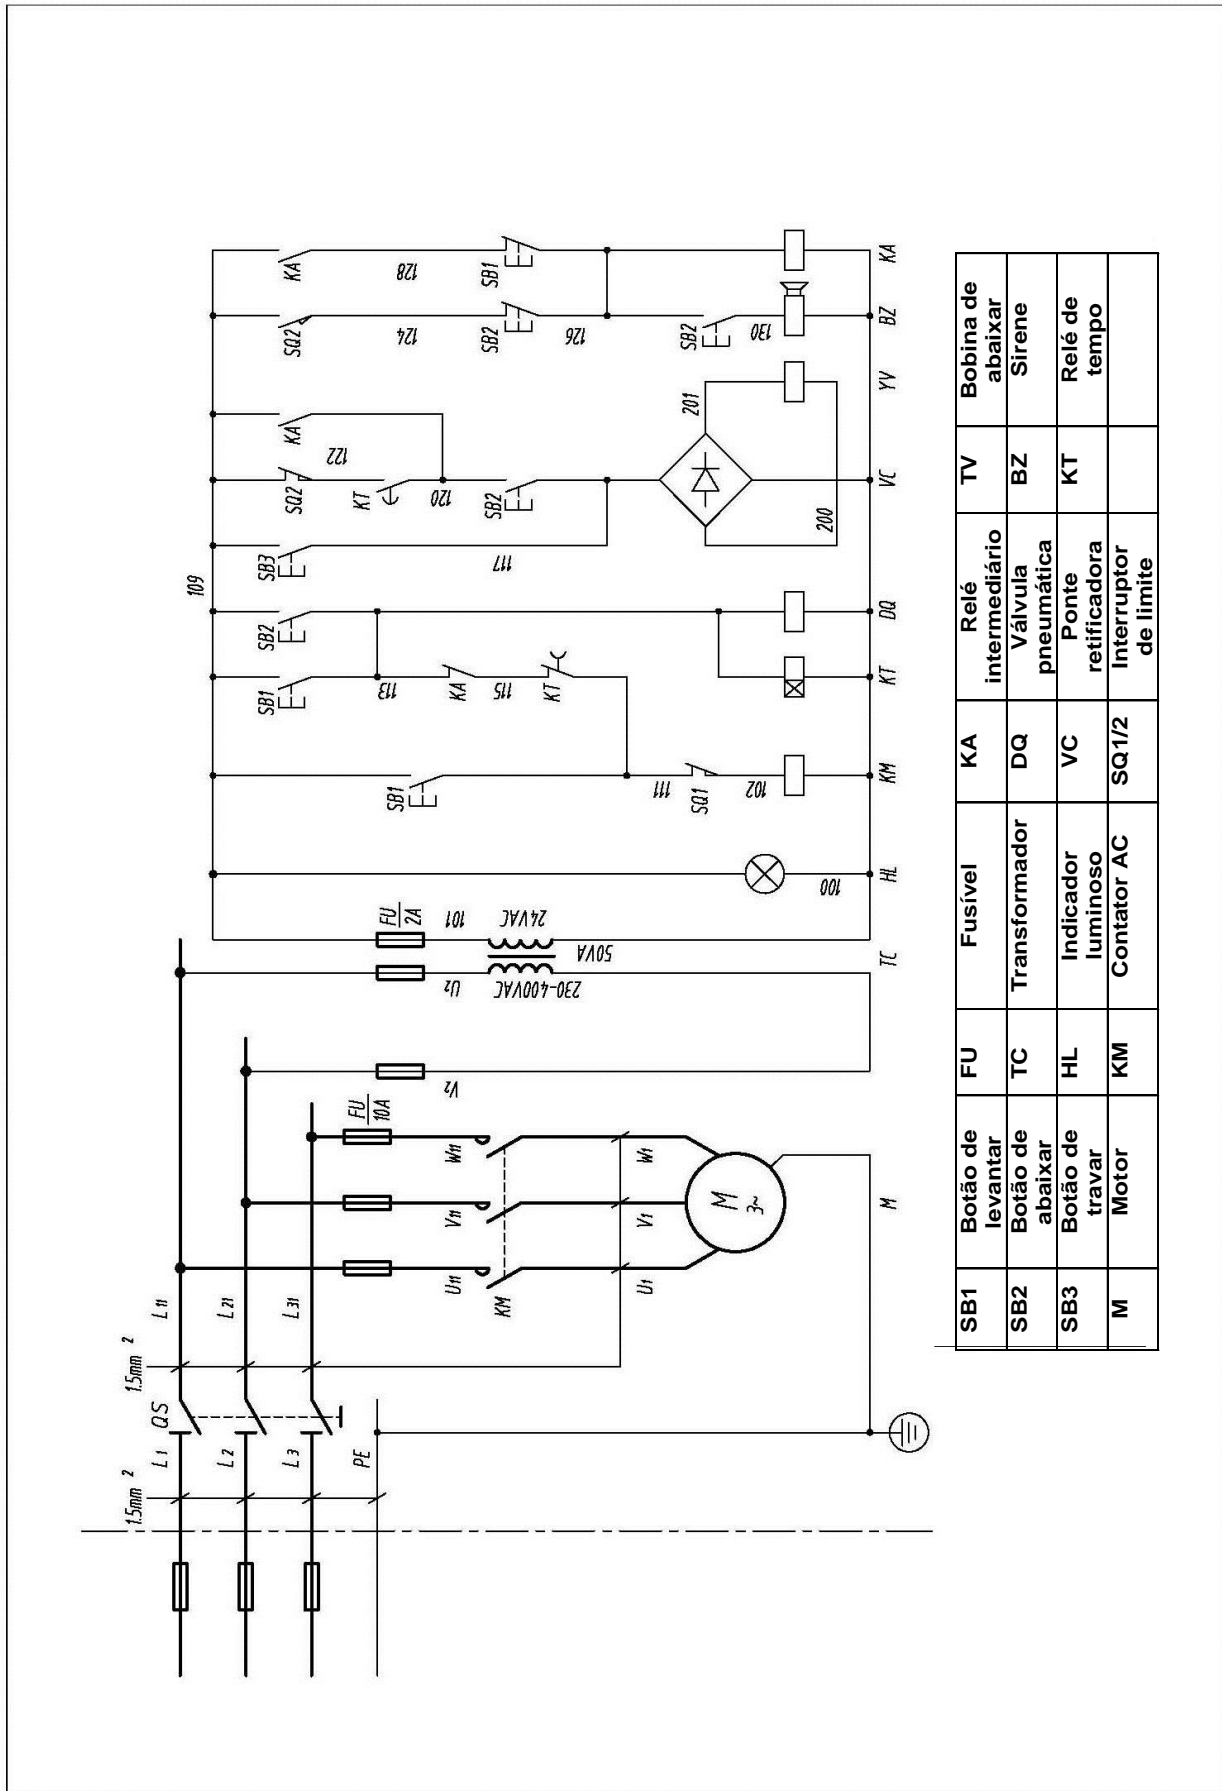 1.5mm 2
1.5mm 2
L1
QS
L11
L2
L21
L3
L31
PE
U11
V11
W11
FU
10A
KM
U1
V1
W1
M
3~
M
V2
U2
FU
2A
101
230-400VAC
24VAC
50VA
TC
109
HL
100
SB1
111
SQ1
102
KM
SB1
113
KA
115
KT
KT
SB2
DQ
SB3
117
SQ2
122
KT
120
KA
SB2
VC
200
201
YV
SQ2
124
SB2
126
SB2
130
BZ
KA
128
SB1
KA
SB1 Botão de levantar FU Fusível KA Relé intermediário TV Bobina de abaixar
SB2 Botão de abaixar TC Transformador DQ Válvula pneumática BZ Sirene
SB3 Botão de travar HL Indicador luminoso VC Ponte retificadora KT Relé de tempo
M Motor KM Contator AC SQ1/2 Interruptor de limite